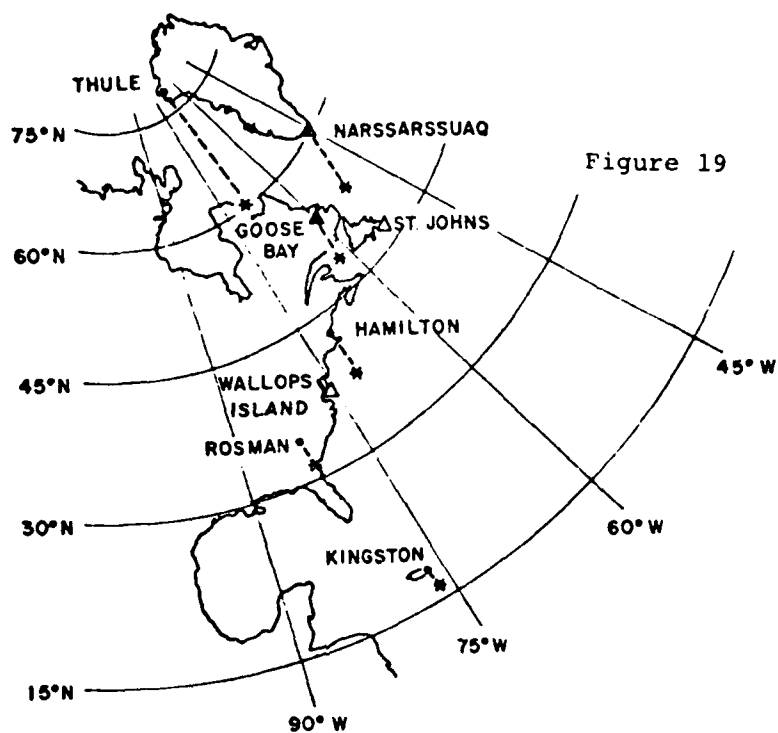 THULE
75°N
NARSSARSSUAQ
Figure 19
GOOSE
BAY
ST. JOHNS
60°N
HAMILTON
45°W
45°N
WALLOPS
ISLAND
ROSMAN
30°N
60°W
KINGSTON
75°W
15°N
90° W